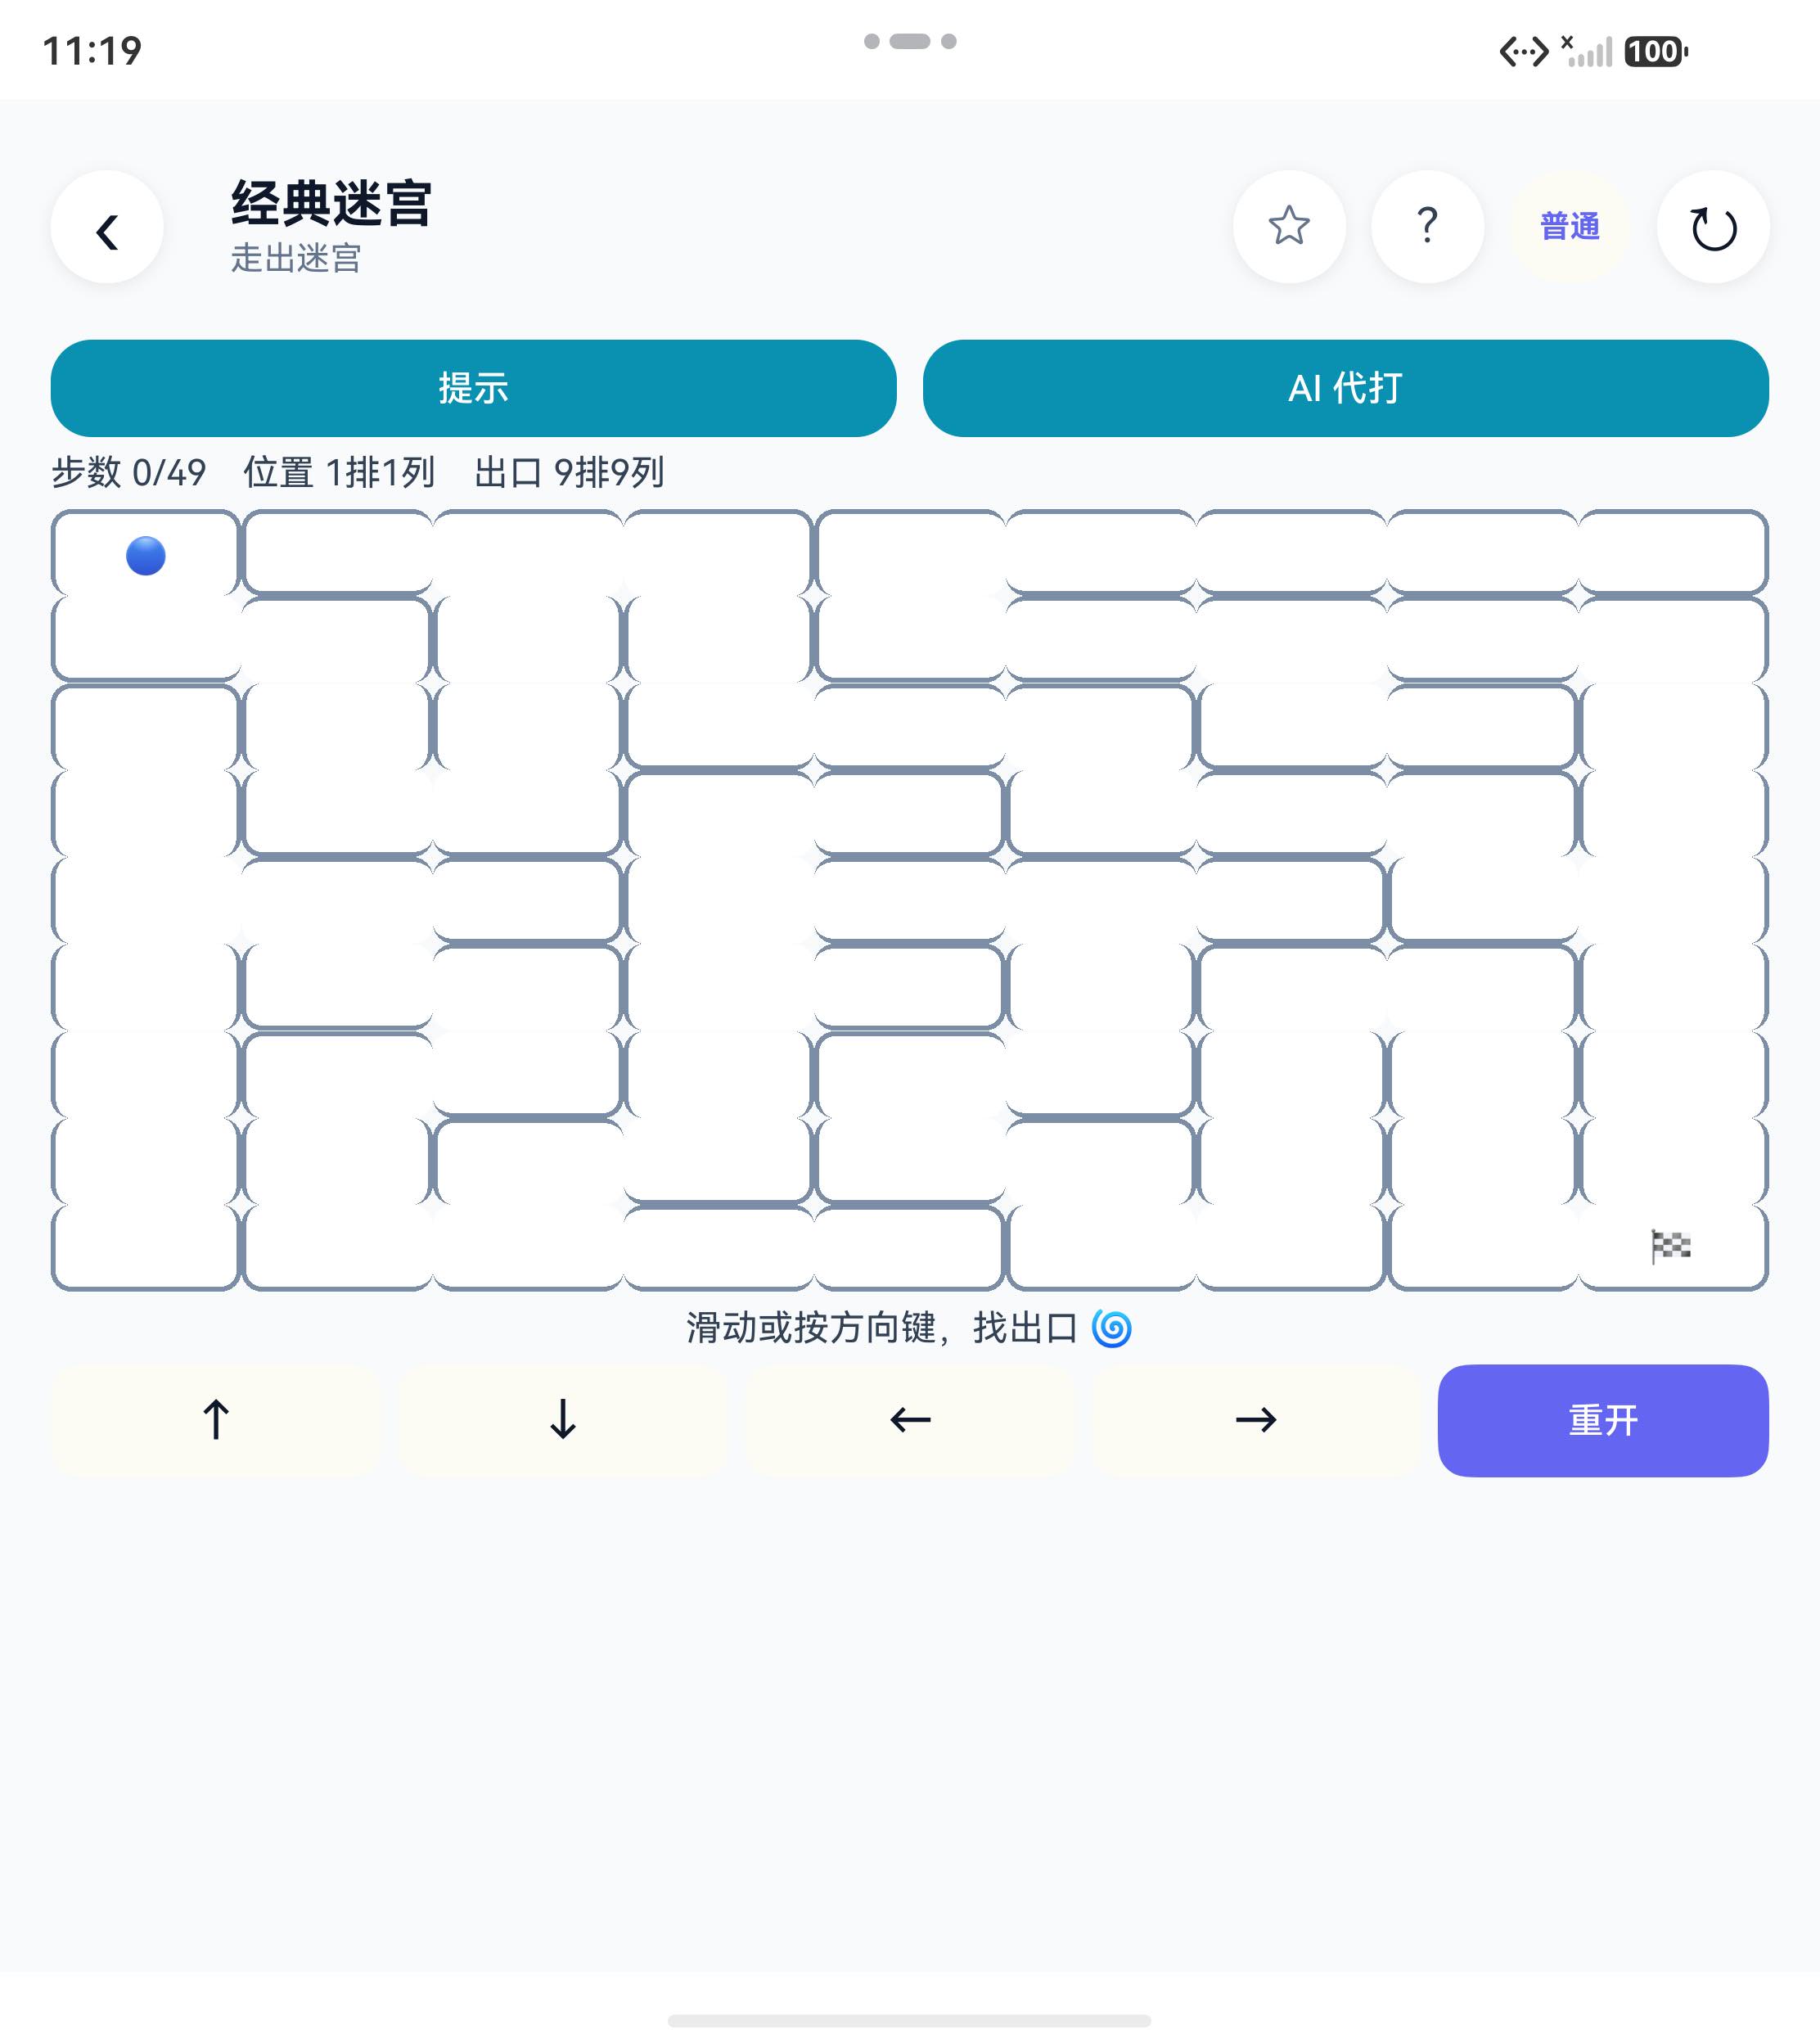 11:19
100
经典迷宫
走出迷宫
?
普通
提示
AI 代打
步数 0/49 位置 1排1列 出口 9排9列
滑动或按方向键，找出口 🌀
↑ ↓ ← → 重开